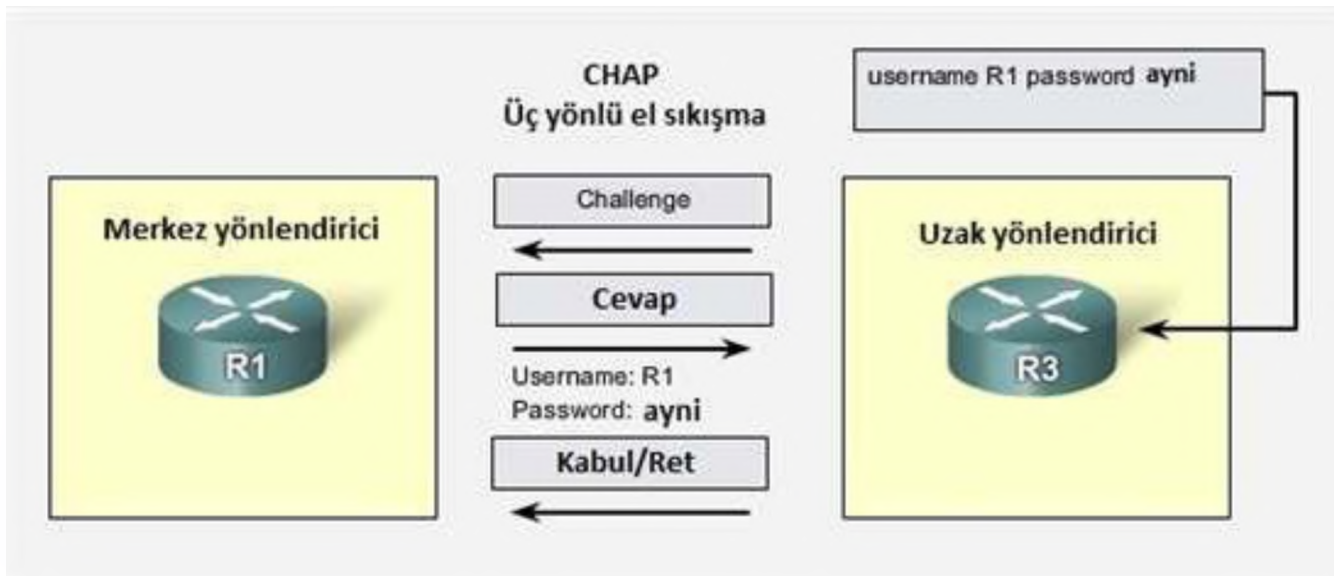 CHAP
Üç yönlü el sıkışma
username R1 password ayni
Merkez yönlendirici
R1
Challenge
Cevap
Username: R1
Password: ayni
Kabul/Ret
Uzak yönlendirici
R3